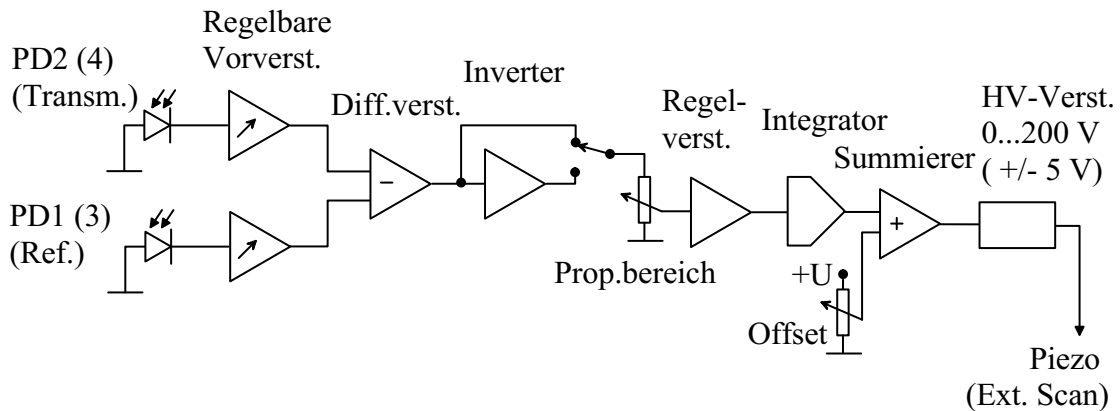 Regelbare
Vorverst.
PD2 (4)
(Transm.)
Inverter
Diff.verst.
Regel-
verst.
Integrator
HV-Verst.
0...200 V
( +/- 5 V)
Summierer
−
+
PD1 (3)
(Ref.)
Prop.bereich
+U
Offset
Piezo
(Ext. Scan)